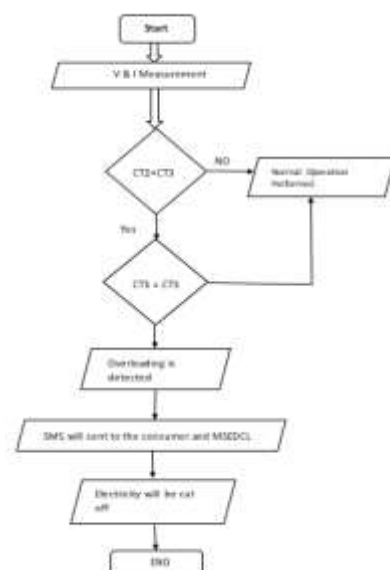 Start
V & I Measurement
NO
Normal Operation
Performed
Yes
Overloading is
detected
SMS will sent to the consumer and MSEDCL
Electricity will be cut
off
END